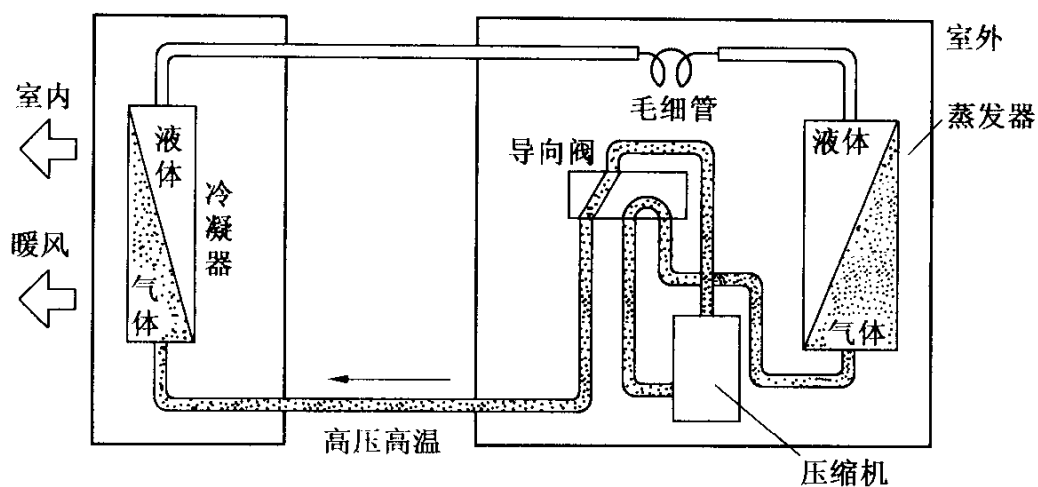 室外
室内
毛细管
蒸发器
液体
导向阀
液体
冷凝器
暖风
气体
气体
高压高温
压缩机